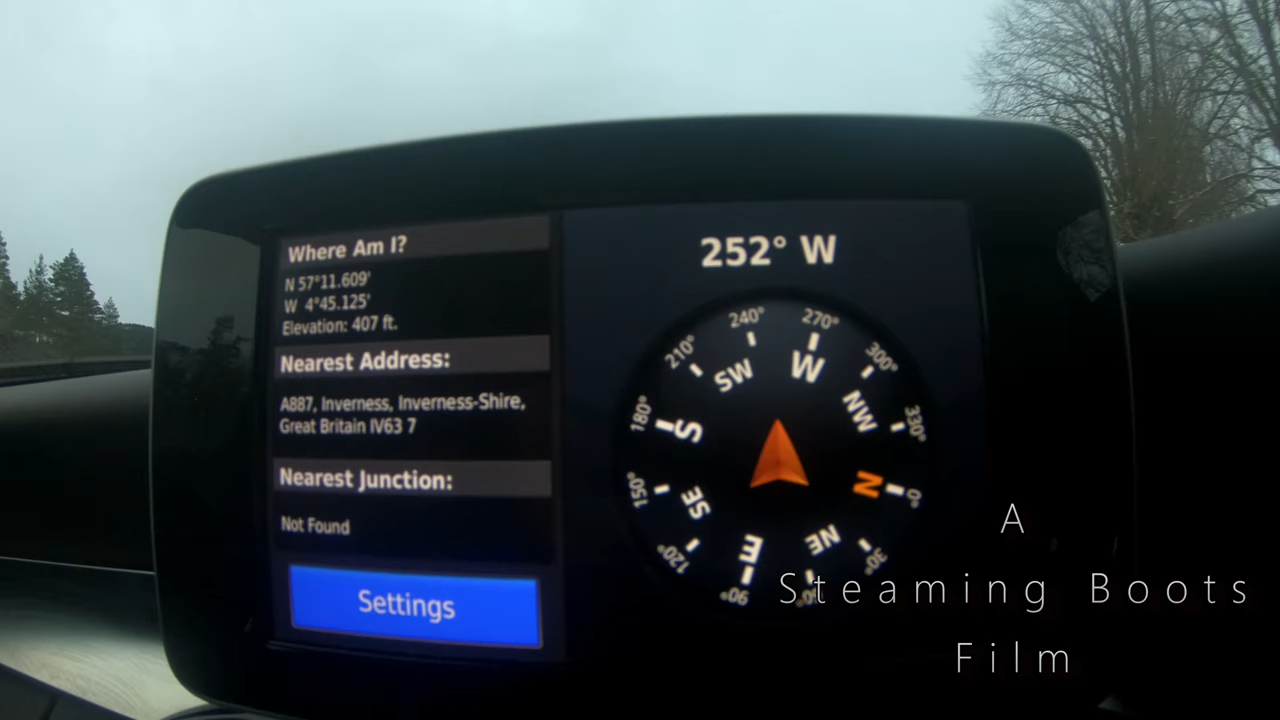 Where Am I?
N 57°11.609'
W 4°45.125'
Elevation: 407 ft.
Nearest Address:
A887, Inverness, Inverness-Shire,
Great Britain IV63 7
Nearest Junction:
Not Found
Settings
252° W
240°
270°
210°
300°
SW
W
NW
180°
S
330°
150°
SE
N
0°
120°
E
NE
30°
90°
A
Steaming Boots
Film